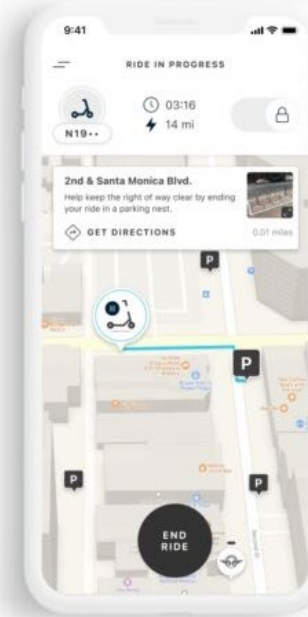 9:41
RIDE IN PROGRESS
03:16
14 mi
N19••
2nd & Santa Monica Blvd.
Help keep the right of way clear by ending
your ride in a parking nest.
GET DIRECTIONS
0.01 miles
P
P
P
P
END
RIDE